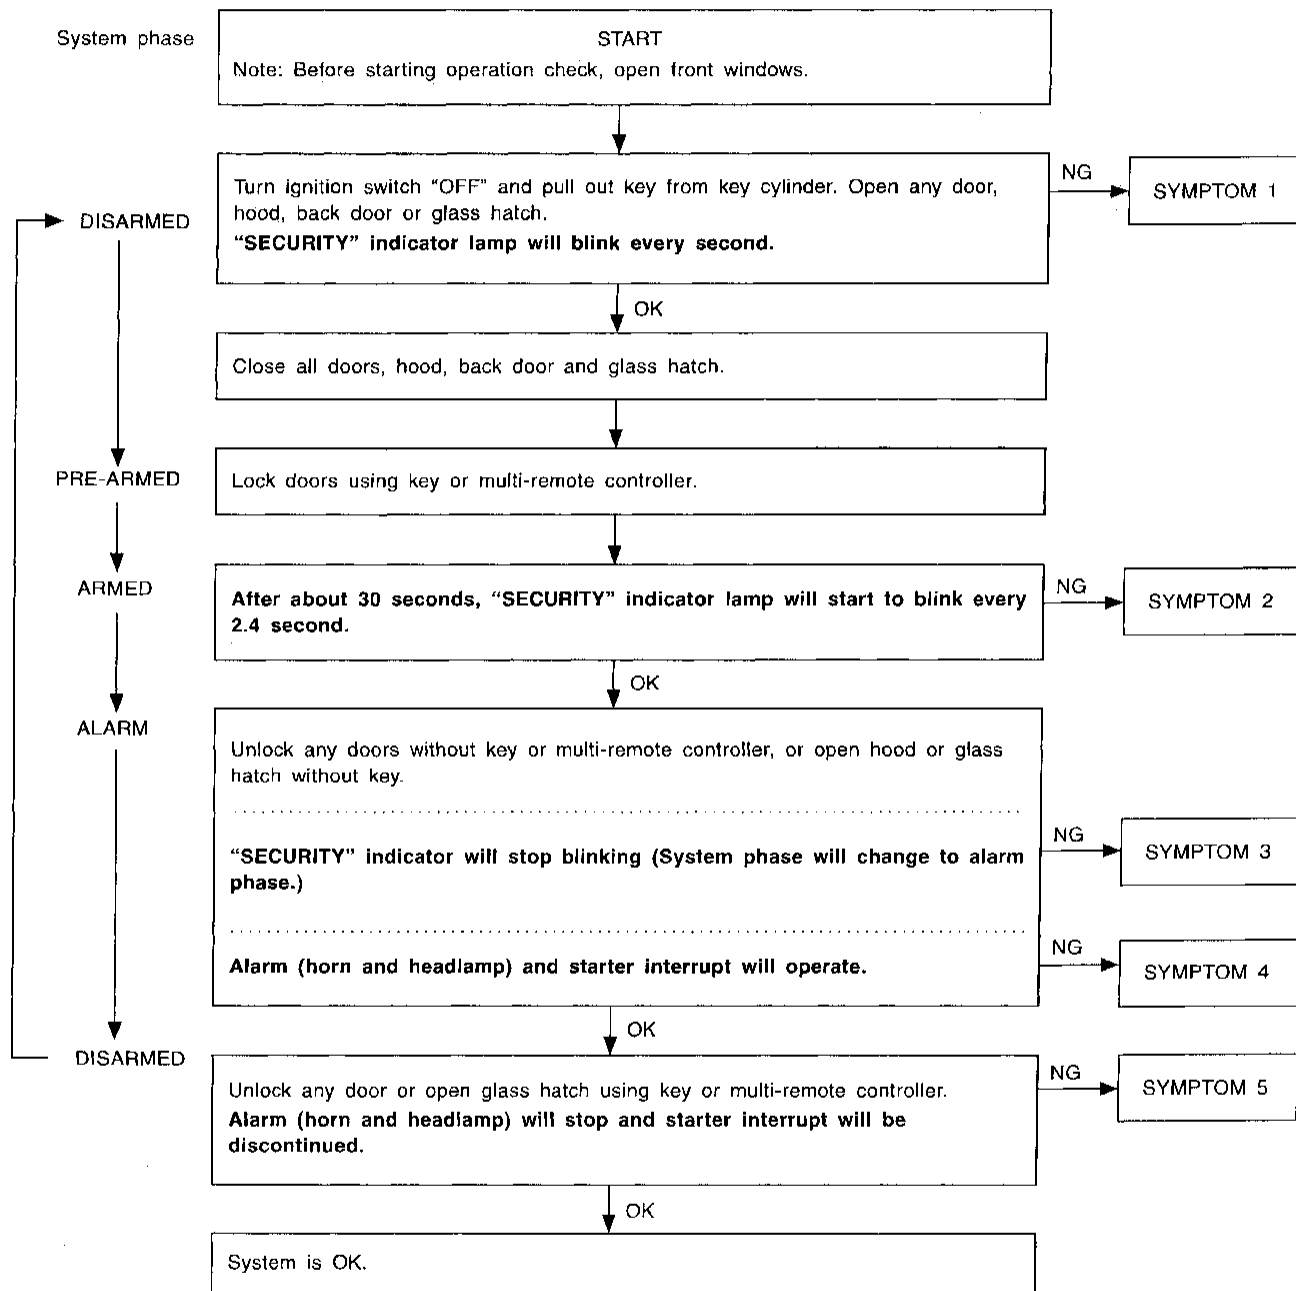 System phase
START
Note: Before starting operation check, open front windows.
Turn ignition switch “OFF” and pull out key from key cylinder. Open any door,
hood, back door or glass hatch.
“SECURITY” indicator lamp will blink every second.
NG
SYMPTOM 1
DISARMED
OK
Close all doors, hood, back door and glass hatch.
PRE-ARMED
Lock doors using key or multi-remote controller.
ARMED
After about 30 seconds, “SECURITY” indicator lamp will start to blink every
2.4 second.
NG
SYMPTOM 2
OK
ALARM
Unlock any doors without key or multi-remote controller, or open hood or glass
hatch without key.
“SECURITY” indicator will stop blinking (System phase will change to alarm
phase.)
NG
SYMPTOM 3
Alarm (horn and headlamp) and starter interrupt will operate.
NG
SYMPTOM 4
OK
DISARMED
Unlock any door or open glass hatch using key or multi-remote controller.
Alarm (horn and headlamp) will stop and starter interrupt will be
discontinued.
NG
SYMPTOM 5
OK
System is OK.